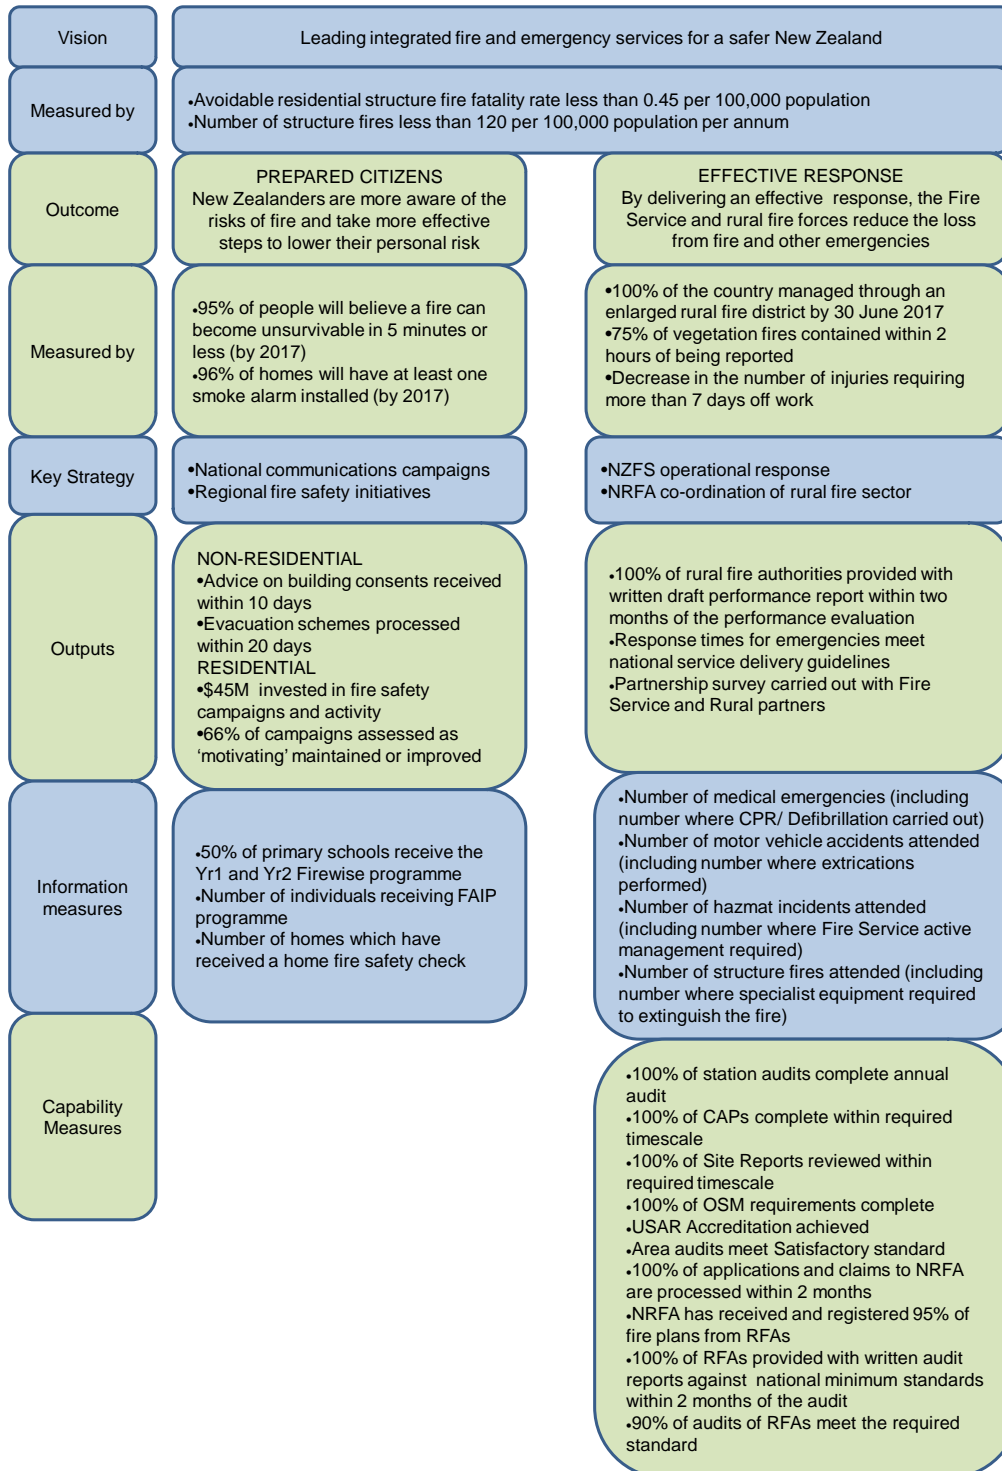 Vision
Leading integrated fire and emergency services for a safer New Zealand
Measured by
•Avoidable residential structure fire fatality rate less than 0.45 per 100,000 population
•Number of structure fires less than 120 per 100,000 population per annum
Outcome
PREPARED CITIZENS
New Zealanders are more aware of the
risks of fire and take more effective
steps to lower their personal risk
EFFECTIVE RESPONSE
By delivering an effective response, the Fire
Service and rural fire forces reduce the loss
from fire and other emergencies
Measured by
•95% of people will believe a fire can
become unsurvivable in 5 minutes or
less (by 2017)
•96% of homes will have at least one
smoke alarm installed (by 2017)
•100% of the country managed through an
enlarged rural fire district by 30 June 2017
•75% of vegetation fires contained within 2
hours of being reported
•Decrease in the number of injuries requiring
more than 7 days off work
Key Strategy
•National communications campaigns
•Regional fire safety initiatives
•NZFS operational response
•NRFA co-ordination of rural fire sector
Outputs
NON-RESIDENTIAL
•Advice on building consents received
within 10 days
•Evacuation schemes processed
within 20 days
RESIDENTIAL
•$45M invested in fire safety
campaigns and activity
•66% of campaigns assessed as
‘motivating’ maintained or improved
•100% of rural fire authorities provided with
written draft performance report within two
months of the performance evaluation
•Response times for emergencies meet
national service delivery guidelines
•Partnership survey carried out with Fire
Service and Rural partners
Information
measures
•50% of primary schools receive the
Yr1 and Yr2 Firewise programme
•Number of individuals receiving FAIP
programme
•Number of homes which have
received a home fire safety check
•Number of medical emergencies (including
number where CPR/ Defibrillation carried out)
•Number of motor vehicle accidents attended
(including number where extrications
performed)
•Number of hazmat incidents attended
(including number where Fire Service active
management required)
•Number of structure fires attended (including
number where specialist equipment required
to extinguish the fire)
Capability
Measures
•100% of station audits complete annual
audit
•100% of CAPs complete within required
timescale
•100% of Site Reports reviewed within
required timescale
•100% of OSM requirements complete
•USAR Accreditation achieved
•Area audits meet Satisfactory standard
•100% of applications and claims to NRFA
are processed within 2 months
•NRFA has received and registered 95% of
fire plans from RFAs
•100% of RFAs provided with written audit
reports against national minimum standards
within 2 months of the audit
•90% of audits of RFAs meet the required
standard